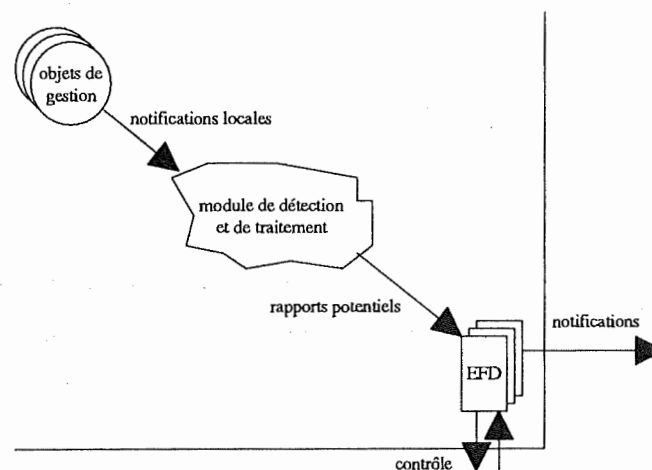 objets de
gestion
notifications locales
module de détection
et de traitement
rapports potentiels
notifications
EFD
contrôle